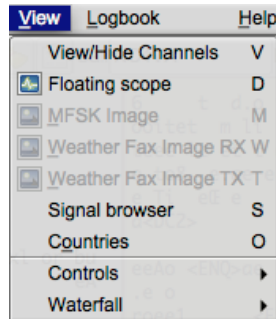 View Logbook Help
View/Hide Channels V
Floating scope D
MFSK Image M
Weather Fax Image RX W
Weather Fax Image TX T
Signal browser S
Countries O
Controls
Waterfall